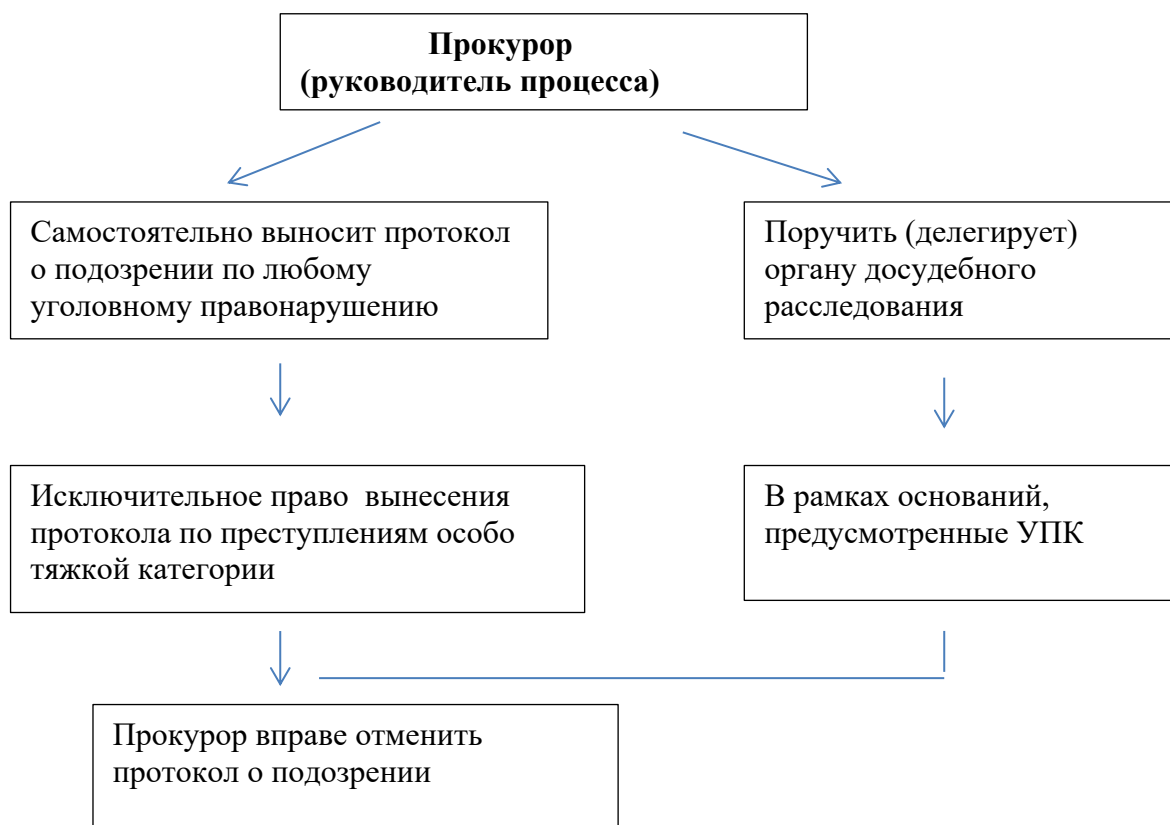 Прокурор
(руководитель процесса)
Самостоятельно выносит протокол
о подозрении по любому
уголовному правонарушению
Поручить (делегирует)
органу досудебного
расследования
Исключительное право вынесения
протокола по преступлениям особо
тяжкой категории
В рамках оснований,
предусмотренные УПК
Прокурор вправе отменить
протокол о подозрении